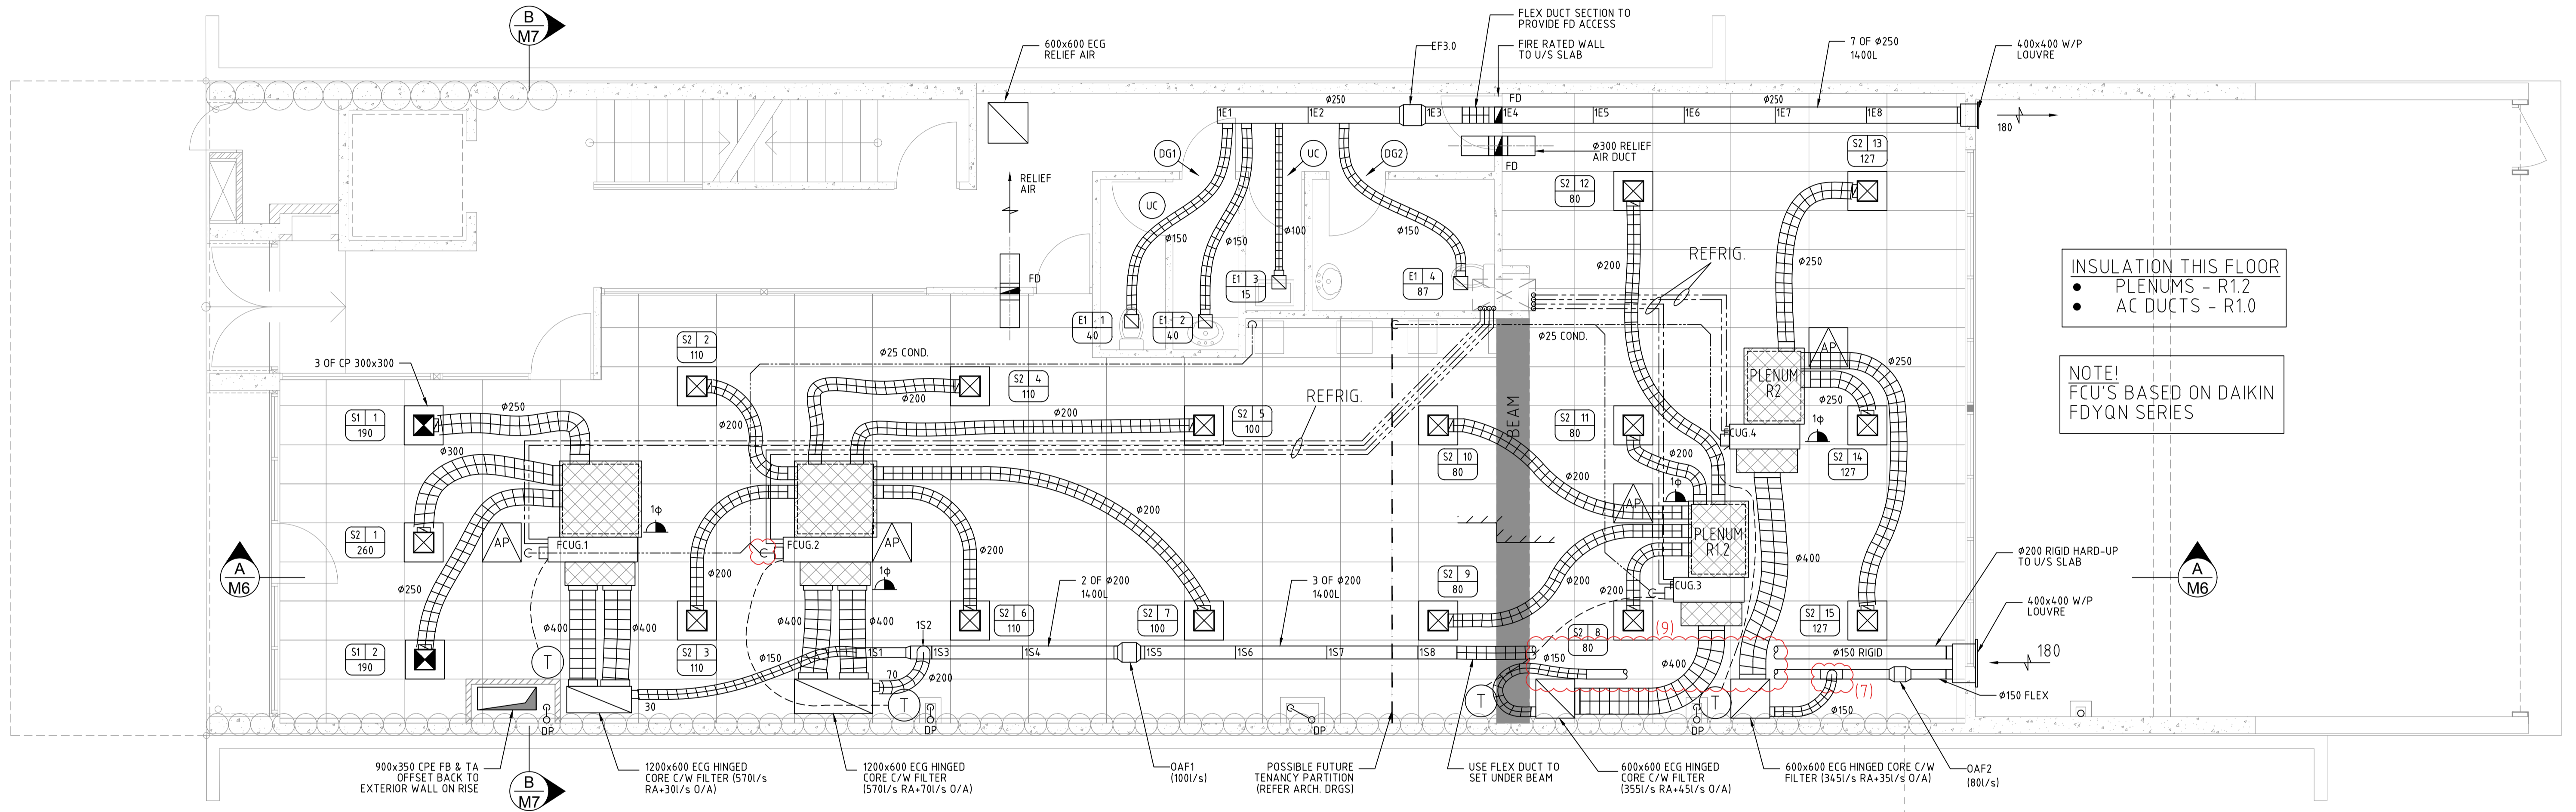 B
M7
600x600 ECG
RELIEF AIR
FLEX DUCT SECTION TO
PROVIDE FD ACCESS
EF3.0
FIRE RATED WALL
TO U/S SLAB
7 OF Ø250
1400L
400x400 W/P
LOUVRE
Ø250
FD
Ø250
1E1
1E2
1E3
1E4
1E5
1E6
1E7
1E8
180
DG1
UC
DG2
Ø300 RELIEF
AIR DUCT
FD
S2 13
127
RELIEF
AIR
UC
S2 12
80
Ø150
Ø150
Ø100
Ø150
REFRIG.
Ø200
Ø250
FD
E1 3
15
E1 4
87
INSULATION THIS FLOOR
• PLENUMS - R1.2
• AC DUCTS - R1.0
E1 1
40
E1 2
40
S2 2
110
Ø25 COND.
Ø25 COND.
3 OF CP 300x300
AP
Ø250
S2 4
110
Ø200
PLENUM
R2
NOTE!
FCU'S BASED ON DAIKIN
FDYQN SERIES
S1 1
190
Ø250
REFRIG.
Ø200
S2 5
100
BEAM
S2 11
80
FCUG.4
1Φ
Ø200
Ø300
S2 10
80
Ø200
Ø200
S2 14
127
1Φ
AP
1Φ
Ø200
S2 1
260
AP
FCUG.1
FCUG.2
AP
Ø200
PLENUM
R1.2
Ø400
Ø200 RIGID HARD-UP
TO U/S SLAB
A
M6
Ø250
Ø200
1Φ
2 OF Ø200
1400L
3 OF Ø200
1400L
S2 9
80
Ø200
Ø200
FCUG.3
A
M6
400x400 W/P
LOUVRE
Ø400
Ø400
Ø400
Ø400
1S2
S2 6
110
S2 7
100
S2 8
80
(9)
S2 15
127
S1 2
190
T
S2 3
110
Ø150
1S1
1S3
1S4
1S5
1S6
1S7
1S8
Ø150
Ø400
Ø150 RIGID
180
70
Ø200
30
T
T
T
(7)
Ø150
Ø150 FLEX
DP
DP
DP
DP
900x350 CPE FB & TA
OFFSET BACK TO
EXTERIOR WALL ON RISE
B
M7
1200x600 ECG HINGED
CORE C/W FILTER (570l/s
RA+30l/s O/A)
1200x600 ECG HINGED
CORE C/W FILTER
(570l/s RA+70l/s O/A)
OAF1
(100l/s)
POSSIBLE FUTURE
TENANCY PARTITION
(REFER ARCH. DRGS)
USE FLEX DUCT TO
SET UNDER BEAM
600x600 ECG HINGED
CORE C/W FILTER
(355l/s RA+45l/s O/A)
600x600 ECG HINGED CORE C/W
FILTER (345l/s RA+35l/s O/A)
OAF2
(80l/s)